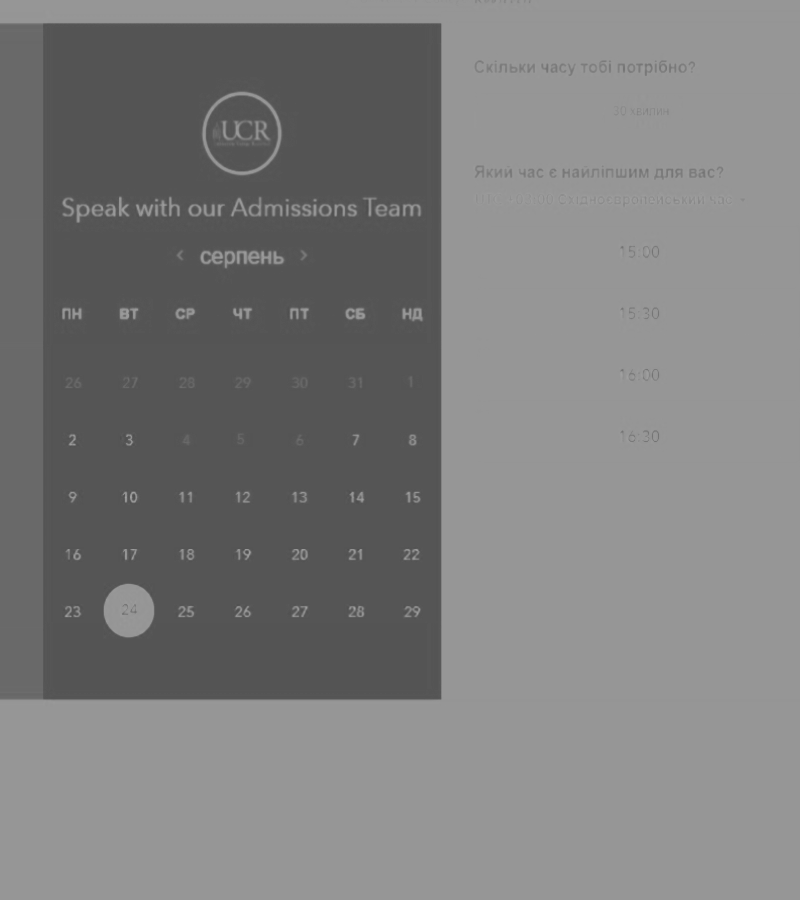 UCR
Speak with our Admissions Team
‹ серпень ›
ПН ВТ СР ЧТ ПТ СБ НД
26 27 28 29 30 31 1
2 3 4 5 6 7 8
9 10 11 12 13 14 15
16 17 18 19 20 21 22
23 24 25 26 27 28 29
Скільки часу тобі потрібно?
30 хвилин
Який час є найліпшим для вас?
Східноєвропейський час
15:00
15:30
16:00
16:30